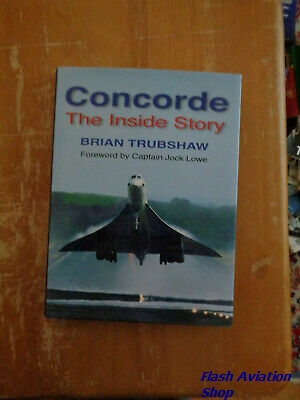 Concorde
The Inside Story
BRIAN TRUBSHAW
Foreword by Captain Jock Lowe
Flash Aviation
Shop